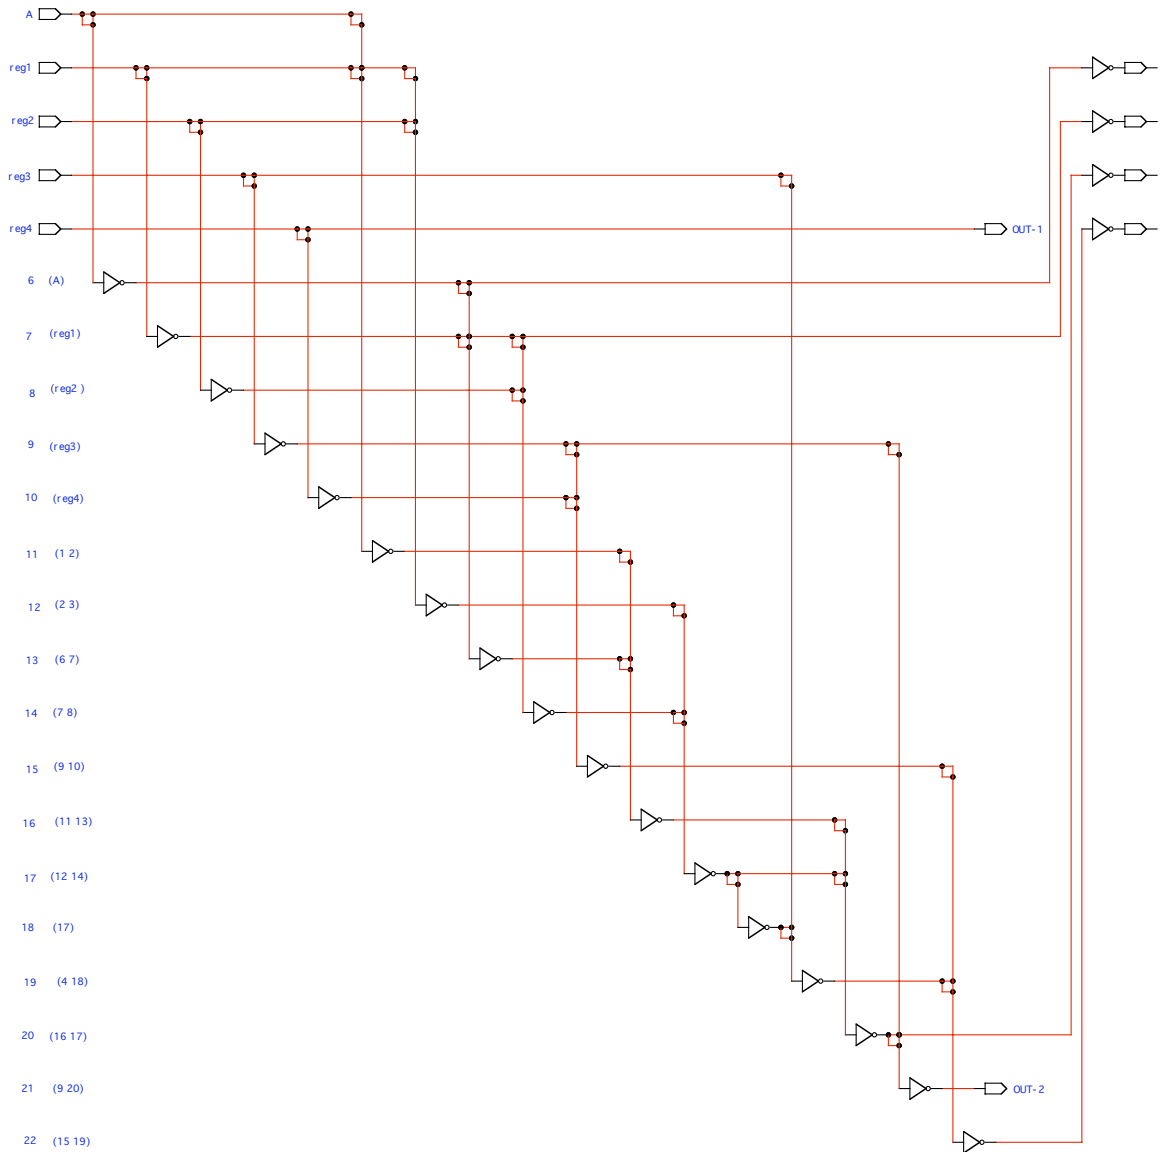 A
reg1
reg2
reg3
reg4
OUT-1
6 (A)
7 (reg1)
8 (reg2 )
9 (reg3)
10 (reg4)
11 (1 2)
12 (2 3)
13 (6 7)
14 (7 8)
15 (9 10)
16 (11 13)
17 (12 14)
18 (17)
19 (4 18)
20 (16 17)
21 (9 20)
OUT-2
22 (15 19)